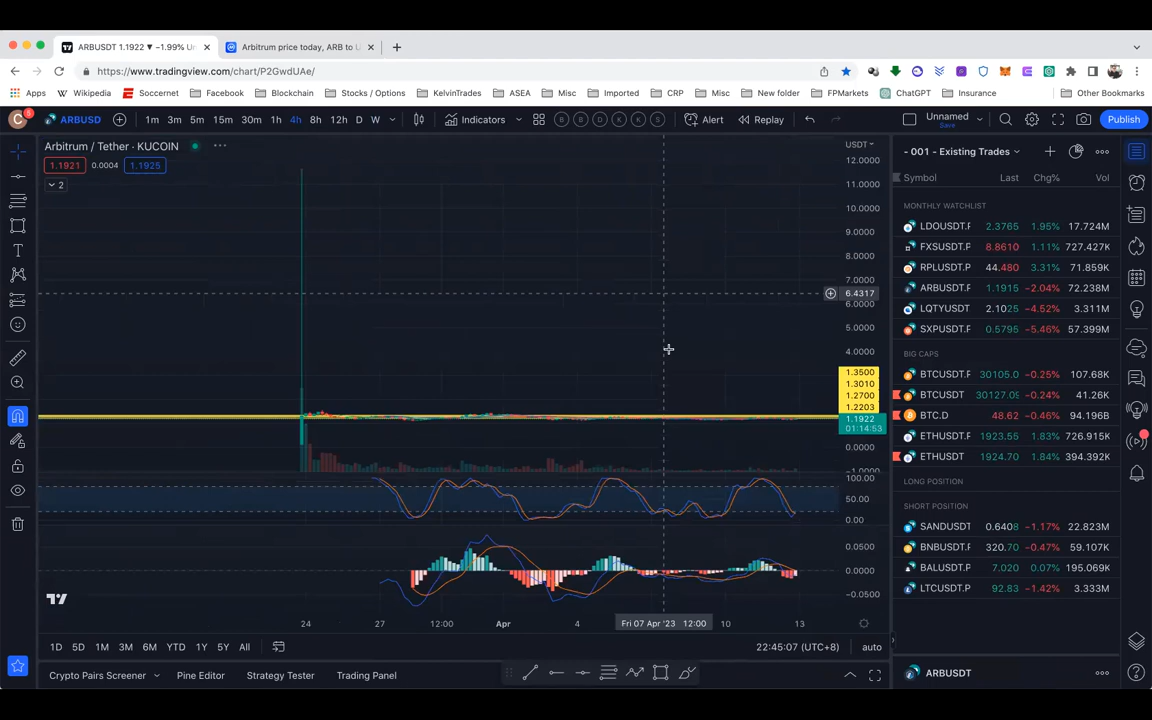 ARBUSDT 1.1922 ▼ −1.99% Un
Arbitrum price today, ARB to U
https://www.tradingview.com/chart/P2GwdUAe/
Apps Wikipedia Soccernet Facebook Blockchain Stocks / Options KelvinTrades ASEA Misc Imported CRP Misc New folder FPMarkets ChatGPT Insurance Other Bookmarks
C ARBUSD 1m 3m 5m 15m 30m 1h 4h 8h 12h D W Indicators B B D K K S Alert Replay Unnamed Save Publish
Arbitrum / Tether · KUCOIN
1.1921 0.0004 1.1925
2
USDT
12.0000
11.0000
10.0000
9.0000
8.0000
7.0000
6.4317
6.0000
5.0000
4.0000
1.3500
1.3010
1.2700
1.2203
1.1922
01:14:53
0.0000
−1.0000
100.00
50.00
0.00
0.0500
0.0000
−0.0500
24 27 12:00 Apr 4 Fri 07 Apr '23 12:00 10 13
1D 5D 1M 3M 6M YTD 1Y 5Y All 22:45:07 (UTC+8) auto
Crypto Pairs Screener Pine Editor Strategy Tester Trading Panel
- 001 - Existing Trades
Symbol Last Chg% Vol
MONTHLY WATCHLIST
LDOUSDT.P 2.3765 1.95% 17.724M
FXSUSDT.P 8.8610 1.11% 727.427K
RPLUSDT.P 44.480 3.31% 71.859K
ARBUSDT.P 1.1915 −2.04% 72.238M
LQTYUSDT.P 2.1025 −4.52% 3.311M
SXPUSDT.P 0.5795 −5.46% 57.399M
BIG CAPS
BTCUSDT.P 30105.0 −0.25% 107.68K
BTCUSDT 30127.09 −0.24% 41.26K
BTC.D 48.62 −0.46% 94.196B
ETHUSDT.P 1923.55 1.83% 726.915K
ETHUSDT 1924.70 1.84% 394.392K
LONG POSITION
SHORT POSITION
SANDUSDT 0.6408 −1.17% 22.823M
BNBUSDT.P 320.70 −0.47% 59.107K
BALUSDT.P 7.020 0.07% 195.069K
LTCUSDT.P 92.83 −1.42% 3.333M
ARBUSDT